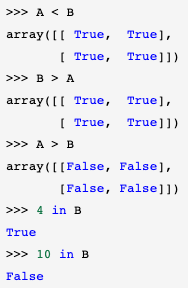 >>> A < B
array([[ True,  True],
       [ True,  True]])
>>> B > A
array([[ True,  True],
       [ True,  True]])
>>> A > B
array([[False, False],
       [False, False]])
>>> 4 in B
True
>>> 10 in B
False